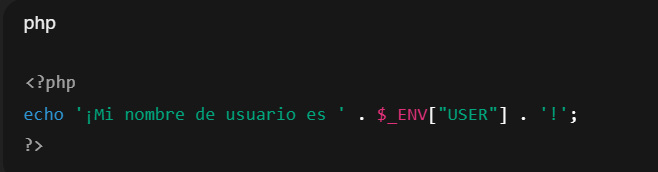 php
<?php
echo '¡Mi nombre de usuario es ' . $_ENV["USER"] . '!';
?>